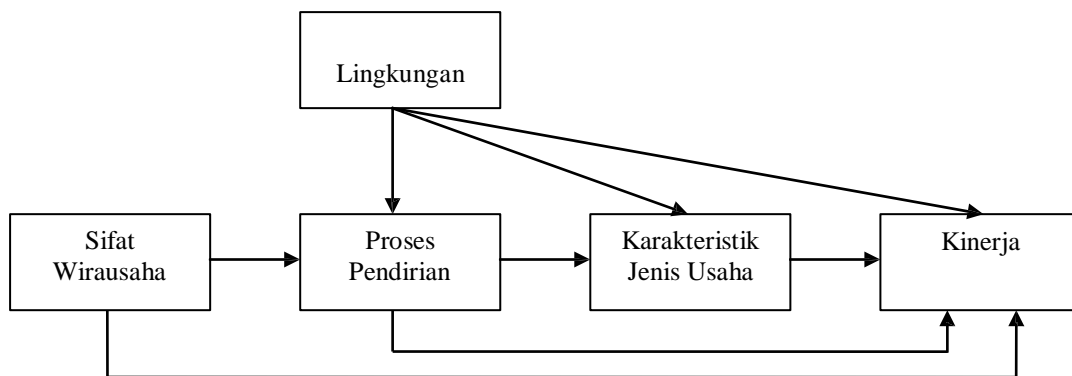 Lingkungan
Sifat
Wirausaha
Proses
Pendirian
Karakteristik
Jenis Usaha
Kinerja